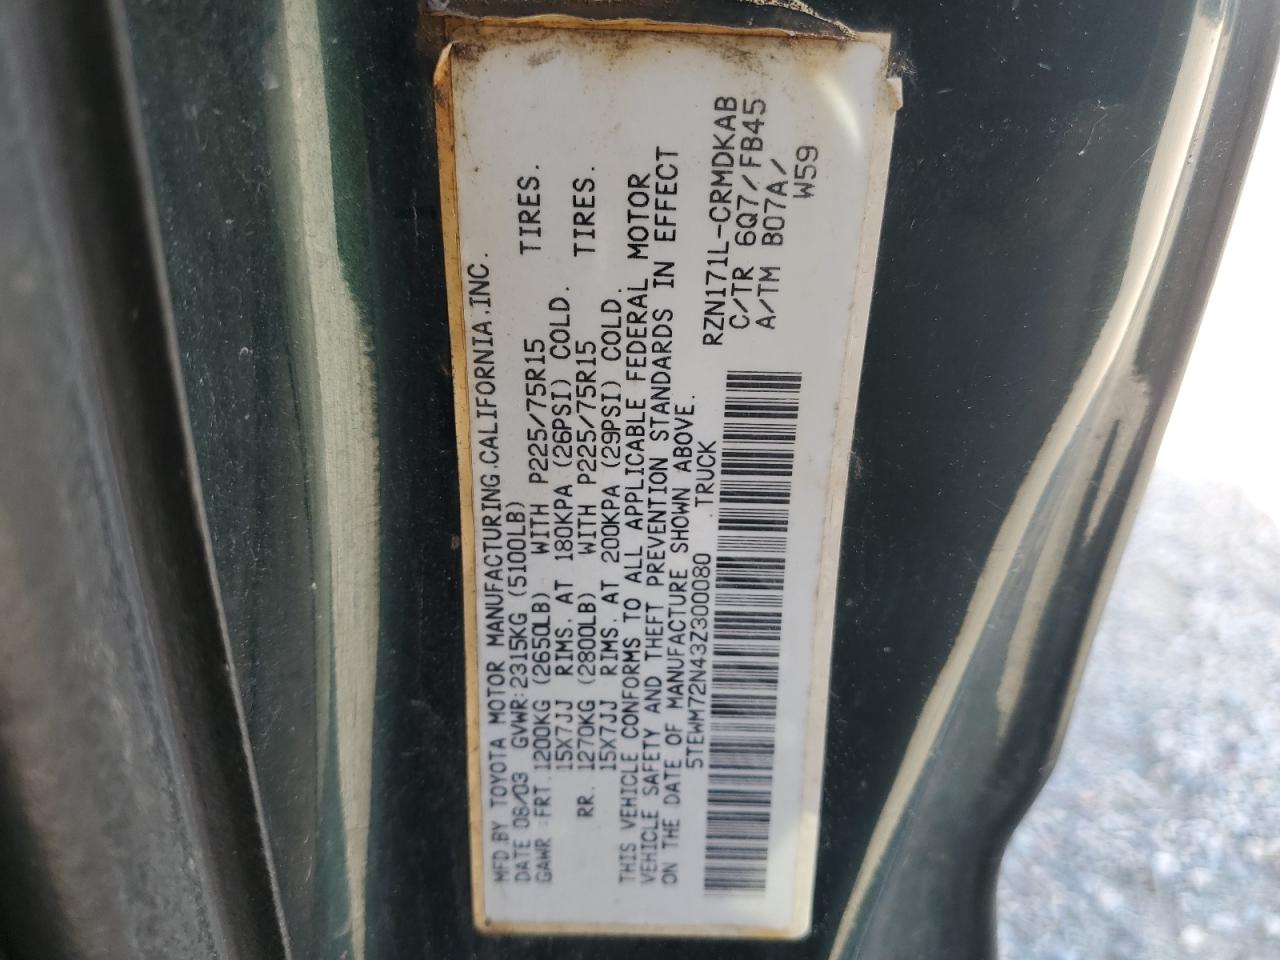 MFD.BY TOYOTA MOTOR MANUFACTURING.CALIFORNIA.INC.
DATE 08/03 GVWR:2315KG (5100LB)
GAWR :FRT.1200KG (2650LB) WITH P225/75R15 TIRES.
15X7JJ RIMS. AT 180KPA (26PSI) COLD.
RR. 1270KG (2800LB) WITH P225/75R15 TIRES.
15X7JJ RIMS. AT 200KPA (29PSI) COLD.
THIS VEHICLE CONFORMS TO ALL APPLICABLE FEDERAL MOTOR
VEHICLE SAFETY AND THEFT PREVENTION STANDARDS IN EFFECT
ON THE DATE OF MANUFACTURE SHOWN ABOVE.
5TEWM72N43Z300080 TRUCK
RZN171L-CRMDKAB
C/TR 6Q7/FB45
A/TM B07A/
W59